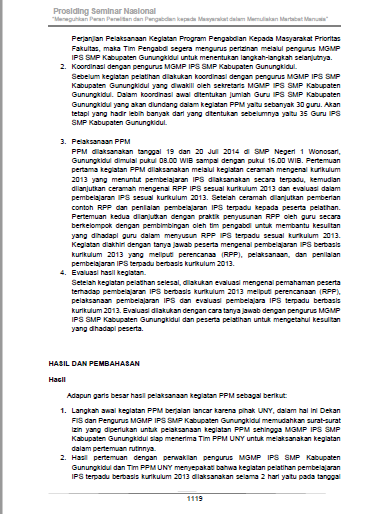 Prosiding Seminar Nasional
"Meneguhkan Peran Penelitian dan Pengabdian kepada Masyarakat dalam Memuliakan Martabat Manusia"
Perjanjian Pelaksanaan Kegiatan Program Pengabdian Kepada Masyarakat Prioritas
Fakultas, maka Tim Pengabdi segera mengurus perizinan melalui pengurus MGMP
IPS SMP Kabupaten Gunungkidul untuk menentukan langkah-langkah selanjutnya.
2. Koordinasi dengan pengurus MGMP IPS SMP Kabupaten Gunungkidul.
Sebelum kegiatan pelatihan dilakukan koordinasi dengan pengurus MGMP IPS SMP
Kabupaten Gunungkidul yang diwakili oleh sekretaris MGMP IPS SMP Kabupaten
Gunungkidul. Dalam koordinasi awal ditentukan jumlah Guru IPS SMP Kabupaten
Gunungkidul yang akan diundang dalam kegiatan PPM yaitu sebanyak 30 guru. Akan
tetapi yang hadir lebih banyak dari yang ditentukan sebelumnya yaitu 35 Guru IPS
SMP Kabupaten Gunungkidul.
3. Pelaksanaan PPM
PPM dilaksanakan tanggal 19 dan 20 Juli 2014 di SMP Negeri 1 Wonosari,
Gunungkidul dimulai pukul 08.00 WIB sampai dengan pukul 16.00 WIB. Pertemuan
pertama kegiatan PPM dilaksanakan melalui kegiatan ceramah mengenai kurikulum
2013 yang menuntut pembelajaran IPS dilaksanakan secara terpadu, kemudian
dilanjutkan ceramah mengenai RPP IPS sesuai kurikulum 2013 dan evaluasi dalam
pembelajaran IPS sesuai kurikulum 2013. Setelah ceramah dilanjutkan pemberian
contoh RPP dan penilaian pembelajaran IPS terpadu kepada peserta pelatihan.
Pertemuan kedua dilanjutkan dengan praktik penyusunan RPP oleh guru secara
berkelompok dengan pembimbingan oleh tim pengabdi untuk membantu kesulitan
yang dihadapi guru dalam menyusun RPP IPS terpadu sesuai kurikulum 2013.
Kegiatan diakhiri dengan tanya jawab peserta mengenai pembelajaran IPS berbasis
kurikulum 2013 yang meliputi perencanaa (RPP), pelaksanaan, dan penilaian
pembelajaran IPS terpadu berbasis kurikulum 2013.
4. Evaluasi hasil kegiatan.
Setelah kegiatan pelatihan selesai, dilakukan evaluasi mengenai pemahaman peserta
terhadap pembelajaran IPS berbasis kurikulum 2013 meliputi perencanaan (RPP),
pelaksanaan pembelajaran IPS dan evaluasi pembelajara IPS terpadu berbasis
kurikulum 2013. Evaluasi dilakukan dengan cara tanya jawab dengan pengurus MGMP
IPS SMP Kabupaten Gunungkidul dan peserta pelatihan untuk mengetahui kesulitan
yang dihadapi peserta.
HASIL DAN PEMBAHASAN
Hasil
Adapun garis besar hasil pelaksanaan kegiatan PPM sebagai berikut:
1. Langkah awal kegiatan PPM berjalan lancar karena pihak UNY, dalam hal ini Dekan
FIS dan Pengurus MGMP IPS SMP Kabupaten Gunungkidul memudahkan surat-surat
izin yang diperlukan untuk pelaksanaan kegiatan PPM sehingga MGMP IPS SMP
Kabupaten Gunungkidul siap menerima Tim PPM UNY untuk melaksanakan kegiatan
dalam pertemuan rutinnya.
2. Hasil pertemuan dengan perwakilan pengurus MGMP IPS SMP Kabupaten
Gunungkidul dan Tim PPM UNY menyepakati bahwa kegiatan pelatihan pembelajaran
IPS terpadu berbasis kurikulum 2013 dilakukan selama 2 hari yaitu pada tanggal
1119